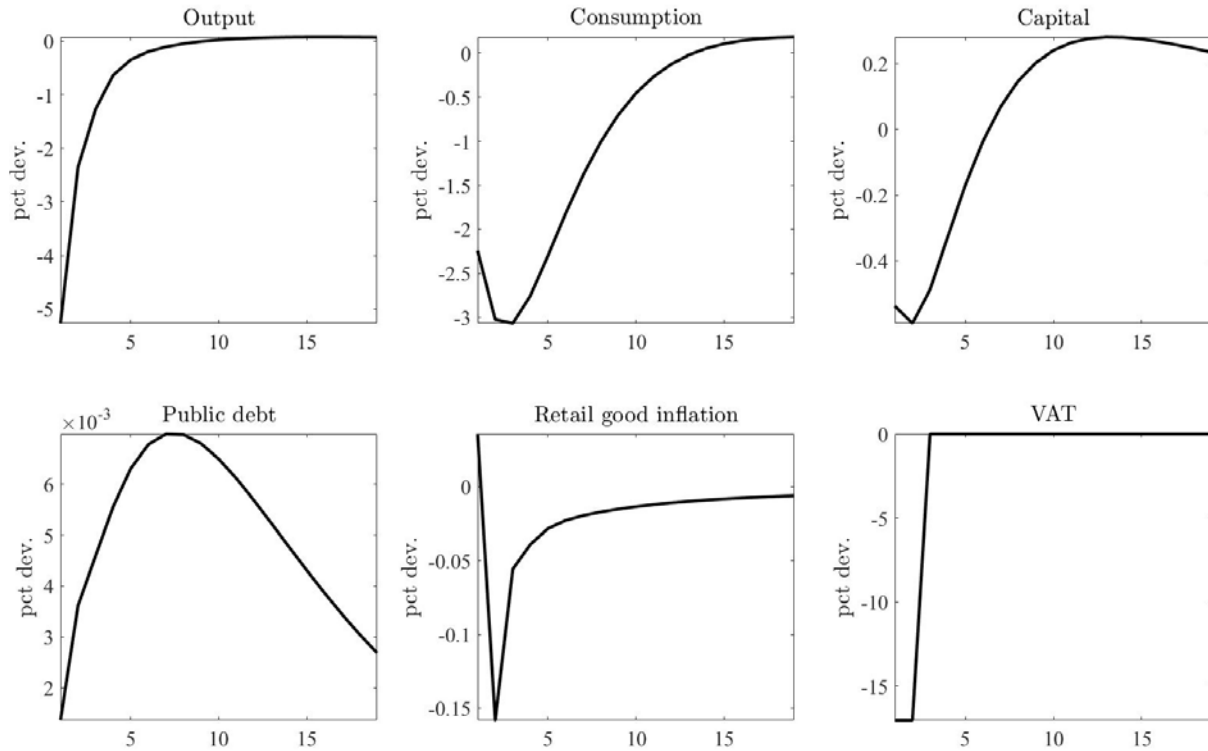 Output
pct dev.
0
-1
-2
-3
-4
-5
5 10 15
Consumption
pct dev.
0
-0.5
-1
-1.5
-2
-2.5
-3
5 10 15
Capital
pct dev.
0.2
0
-0.2
-0.4
5 10 15
Public debt
×10⁻³
pct dev.
6
5
4
3
2
5 10 15
Retail good inflation
pct dev.
0
-0.05
-0.1
-0.15
5 10 15
VAT
pct dev.
0
-5
-10
-15
5 10 15